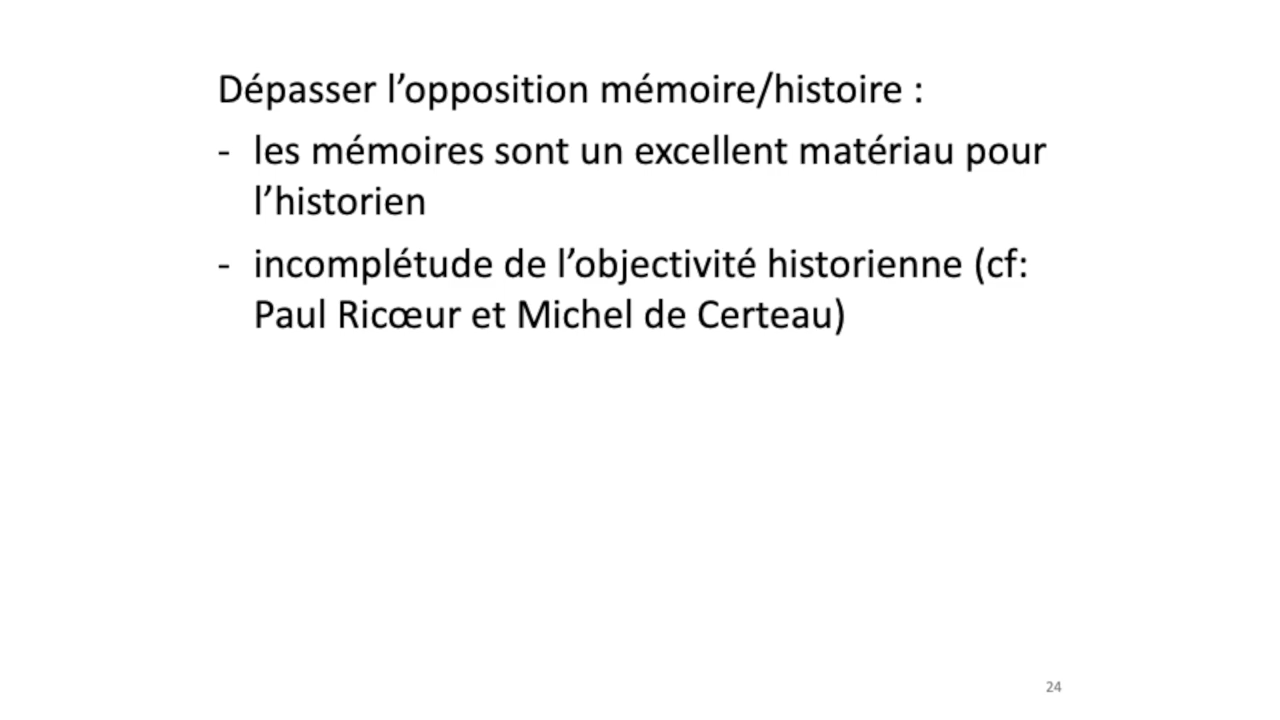 Dépasser l’opposition mémoire/histoire :
- les mémoires sont un excellent matériau pour
l’historien
- incomplétude de l’objectivité historienne (cf:
Paul Ricœur et Michel de Certeau)
24